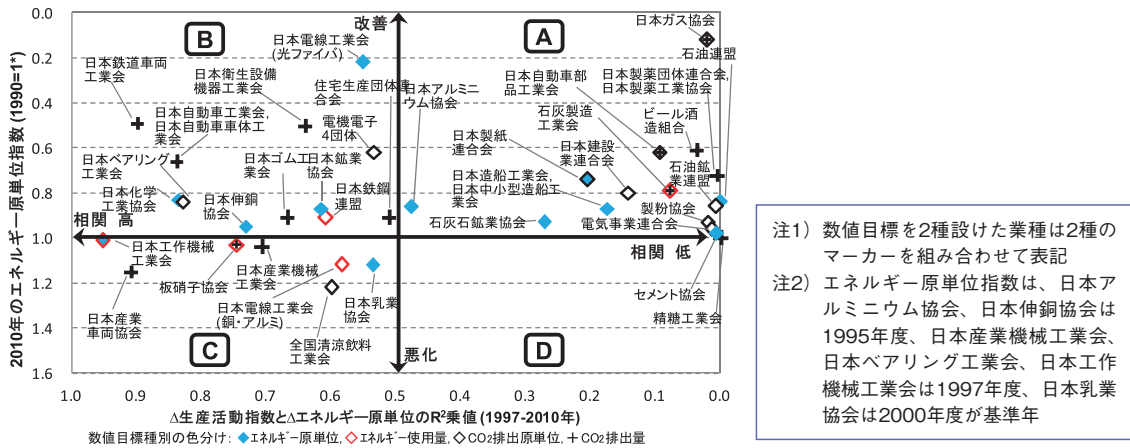 2010年のエネルギー原単位指数 (1990=1*)
0.0
0.2
0.4
0.6
0.8
1.0
1.2
1.4
1.6
B
改善
A
日本ガス協会
石油連盟
日本電線工業会
(光ファイバ)
日本鉄道車両
工業会
日本衛生設備
機器工業会
住宅生産団体連
合会
日本アルミニ
ウム協会
日本自動車部
品工業会
日本製薬団体連合会,
日本製薬工業協会
日本自動車工業会,
日本自動車車体工
業会
電機電子
4団体
石灰製造
工業会
ビール酒
造組合
日本製紙
連合会
日本建設
業連合会
石油鉱
業連盟
日本ベアリング
工業会
日本ゴム工
業会
日本鉱業
協会
日本鉄鋼
連盟
日本造船工業会,
日本中小型造船工
業会
日本化学
工業協会
日本伸銅
協会
石灰石鉱業協会
製粉協会
電気事業連合会
相関 高
相関 低
日本工作機械
工業会
板硝子協会
日本産業機械
工業会
日本産業
車両協会
日本電線工業会
(銅・アルミ)
日本乳業
協会
全国清涼飲料
工業会
セメント協会
精糖工業会
C
悪化
D
1.0
0.9
0.8
0.7
0.6
0.5
0.4
0.3
0.2
0.1
0.0
Δ生産活動指数とΔエネルギー原単位のR²乗値 (1997-2010年)
数値目標種別の色分け: ◆エネルギー原単位, ◇エネルギー使用量, ◇CO₂排出原単位, +CO₂排出量
注1) 数値目標を2種設けた業種は2種の
マーカーを組み合わせて表記
注2) エネルギー原単位指数は、日本ア
ルミニウム協会、日本伸銅協会は
1995年度、日本産業機械工業会、
日本ベアリング工業会、日本工作
機械工業会は1997年度、日本乳業
協会は2000年度が基準年